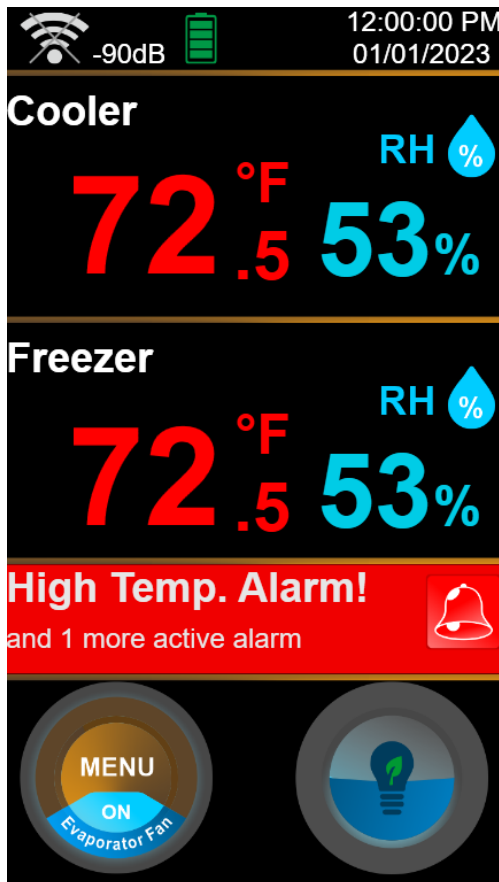 -90dB
12:00:00 PM
01/01/2023
Cooler
RH %
72.5 °F
53%
Freezer
RH %
72.5 °F
53%
High Temp. Alarm!
and 1 more active alarm
MENU
ON
Evaporator Fan